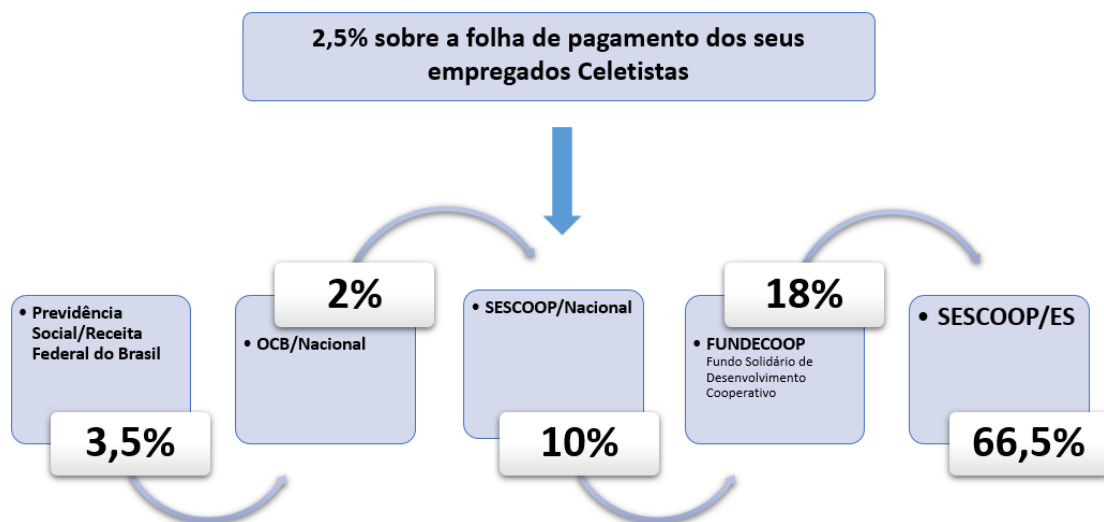 2,5% sobre a folha de pagamento dos seus
empregados Celetistas
• Previdência
Social/Receita
Federal do Brasil
3,5%
2%
• OCB/Nacional
• SESCOOP/Nacional
10%
18%
• FUNDECOOP
Fundo Solidário de
Desenvolvimento
Cooperativo
• SESCOOP/ES
66,5%